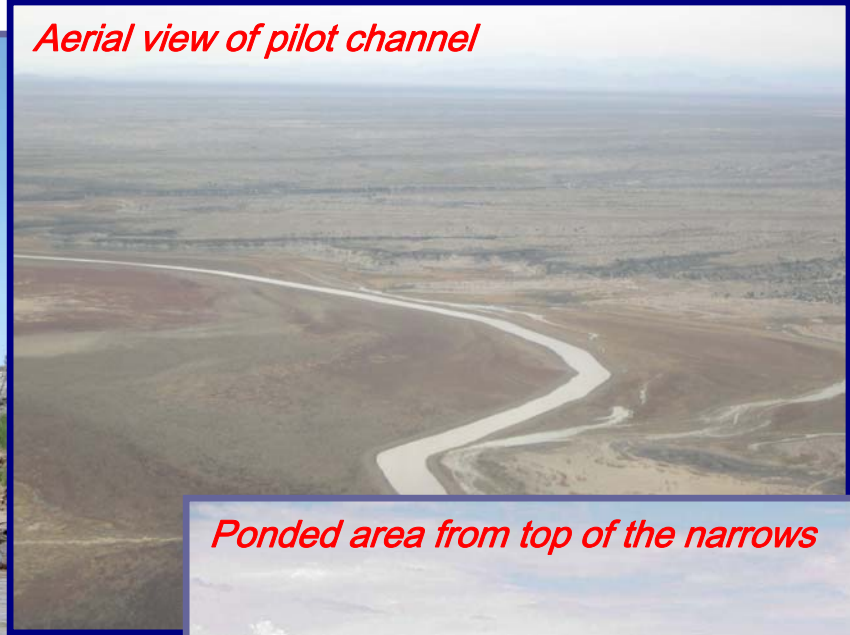 Aerial view of pilot channel
Ponded area from top of the narrows